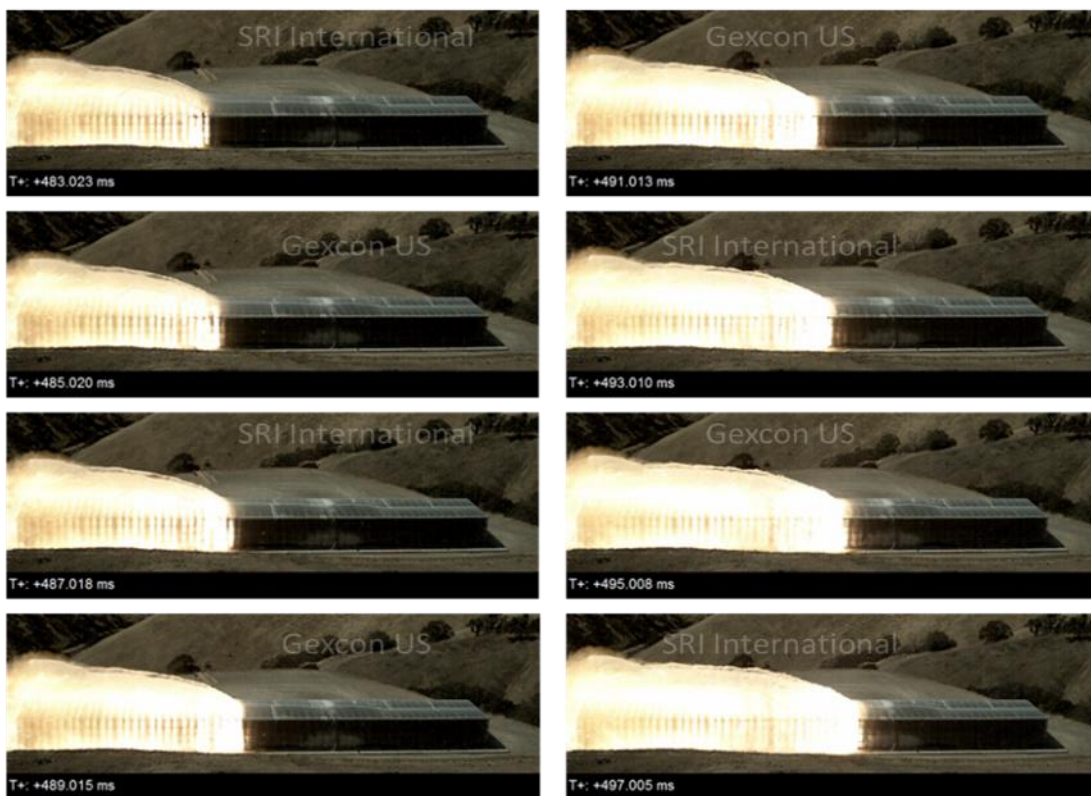 SRI International
T+: +483.023 ms
Gexcon US
T+: +491.013 ms
Gexcon US
T+: +485.020 ms
SRI International
T+: +493.010 ms
SRI International
T+: +487.018 ms
Gexcon US
T+: +495.008 ms
Gexcon US
T+: +489.015 ms
SRI International
T+: +497.005 ms